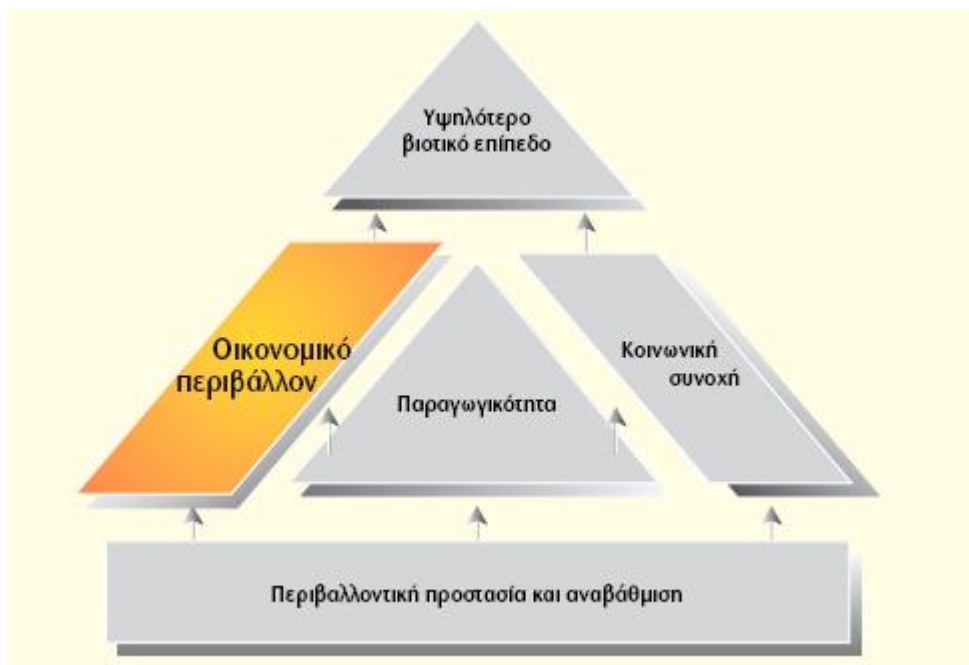 Υψηλότερο
βιοτικό επίπεδο
Οικονομικό
περιβάλλον
Κοινωνική
συνοχή
Παραγωγικότητα
Περιβαλλοντική προστασία και αναβάθμιση